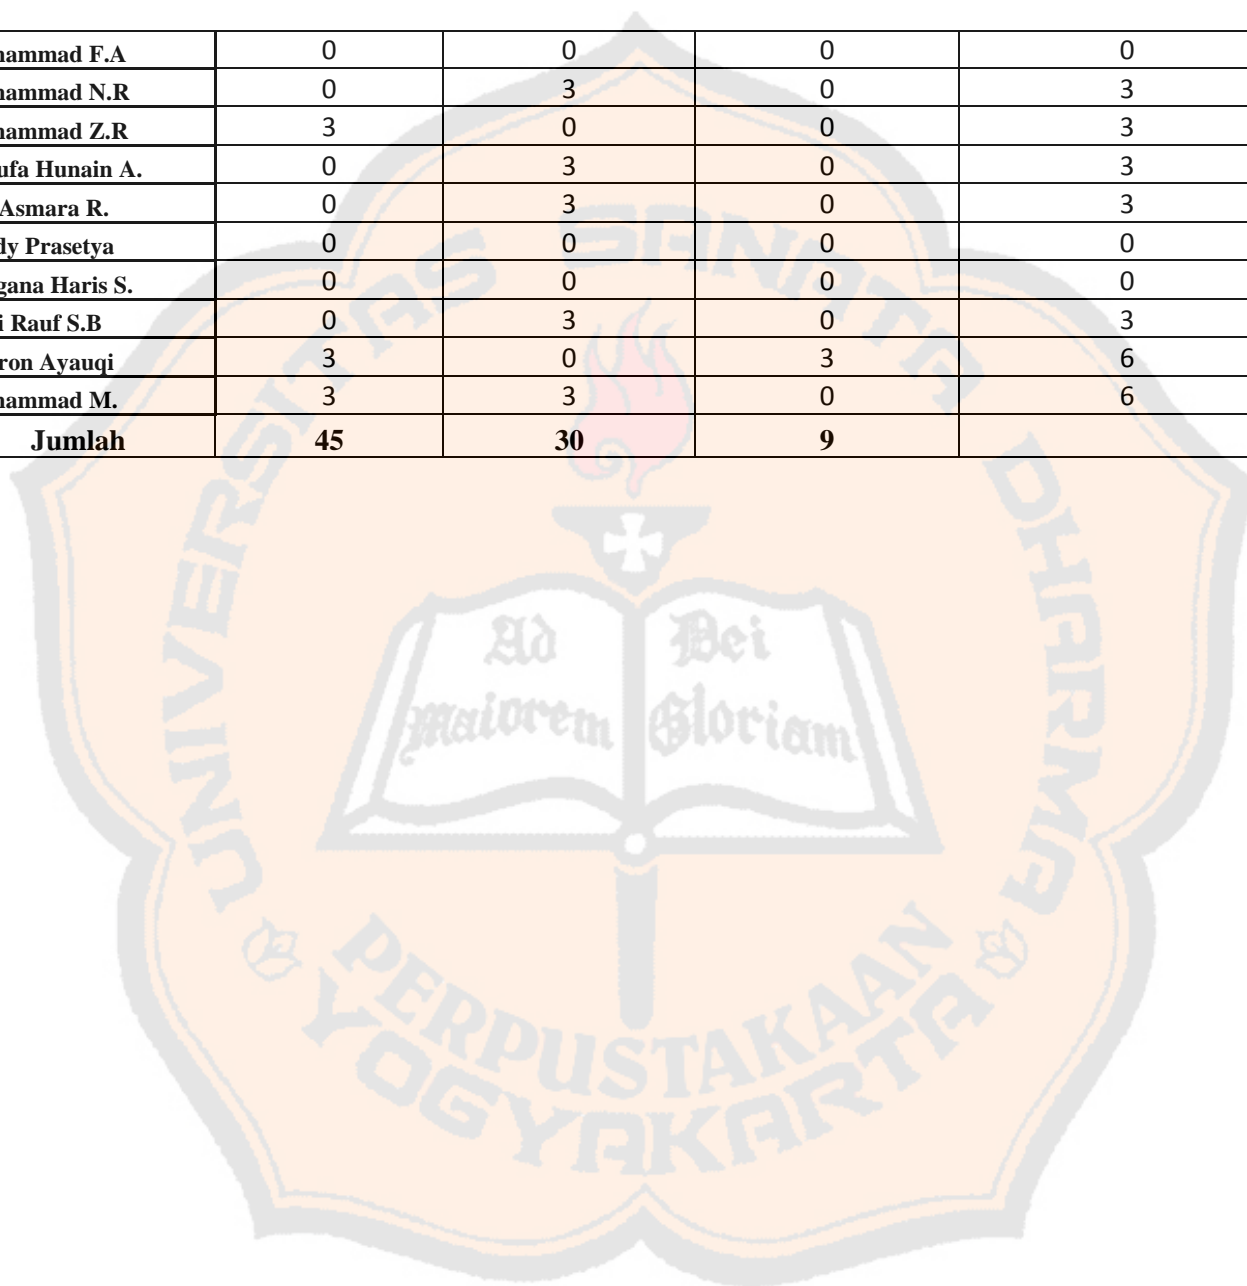 hammad F.A 0 0 0 0
hammad N.R 0 3 0 3
hammad Z.R 3 0 0 3
ufa Hunain A. 0 3 0 3
Asmara R. 0 3 0 3
dy Prasetya 0 0 0 0
gana Haris S. 0 0 0 0
i Rauf S.B 0 3 0 3
ron Ayauqi 3 0 3 6
hammad M. 3 3 0 6
Jumlah 45 30 9
UNIVERSITAS SANATA DHARMA
Ad Dei
maiorem Gloriam
PERPUSTAKAAN
YOGYAKARTA